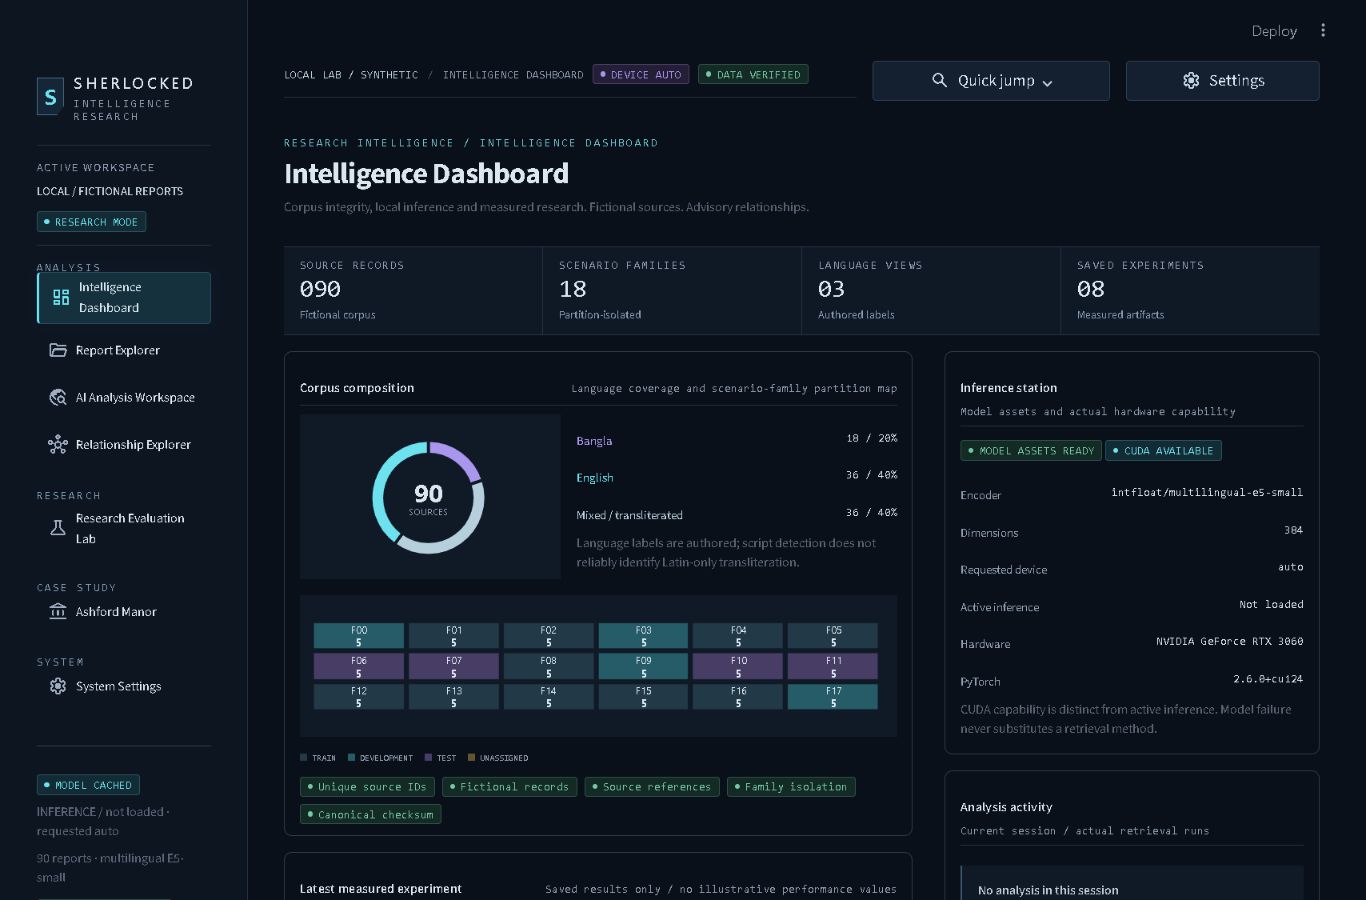 Deploy
S
SHERLOCKED
INTELLIGENCE
RESEARCH
ACTIVE WORKSPACE
LOCAL / FICTIONAL REPORTS
RESEARCH MODE
ANALYSIS
Intelligence
Dashboard
Report Explorer
AI Analysis Workspace
Relationship Explorer
RESEARCH
Research Evaluation
Lab
CASE STUDY
Ashford Manor
SYSTEM
System Settings
MODEL CACHED
INFERENCE / not loaded ·
requested auto
90 reports · multilingual E5-
small
LOCAL LAB / SYNTHETIC / INTELLIGENCE DASHBOARD DEVICE AUTO DATA VERIFIED
Quick jump
Settings
RESEARCH INTELLIGENCE / INTELLIGENCE DASHBOARD
Intelligence Dashboard
Corpus integrity, local inference and measured research. Fictional sources. Advisory relationships.
SOURCE RECORDS
090
Fictional corpus
SCENARIO FAMILIES
18
Partition-isolated
LANGUAGE VIEWS
03
Authored labels
SAVED EXPERIMENTS
08
Measured artifacts
Corpus composition Language coverage and scenario-family partition map
90
SOURCES
Bangla 18 / 20%
English 36 / 40%
Mixed / transliterated 36 / 40%
Language labels are authored; script detection does not
reliably identify Latin-only transliteration.
F00 F01 F02 F03 F04 F05
5 5 5 5 5 5
F06 F07 F08 F09 F10 F11
5 5 5 5 5 5
F12 F13 F14 F15 F16 F17
5 5 5 5 5 5
TRAIN DEVELOPMENT TEST UNASSIGNED
Unique source IDs Fictional records Source references Family isolation
Canonical checksum
Latest measured experiment Saved results only / no illustrative performance values
Inference station
Model assets and actual hardware capability
MODEL ASSETS READY CUDA AVAILABLE
Encoder intfloat/multilingual-e5-small
Dimensions 384
Requested device auto
Active inference Not loaded
Hardware NVIDIA GeForce RTX 3060
PyTorch 2.6.0+cu124
CUDA capability is distinct from active inference. Model failure
never substitutes a retrieval method.
Analysis activity
Current session / actual retrieval runs
No analysis in this session